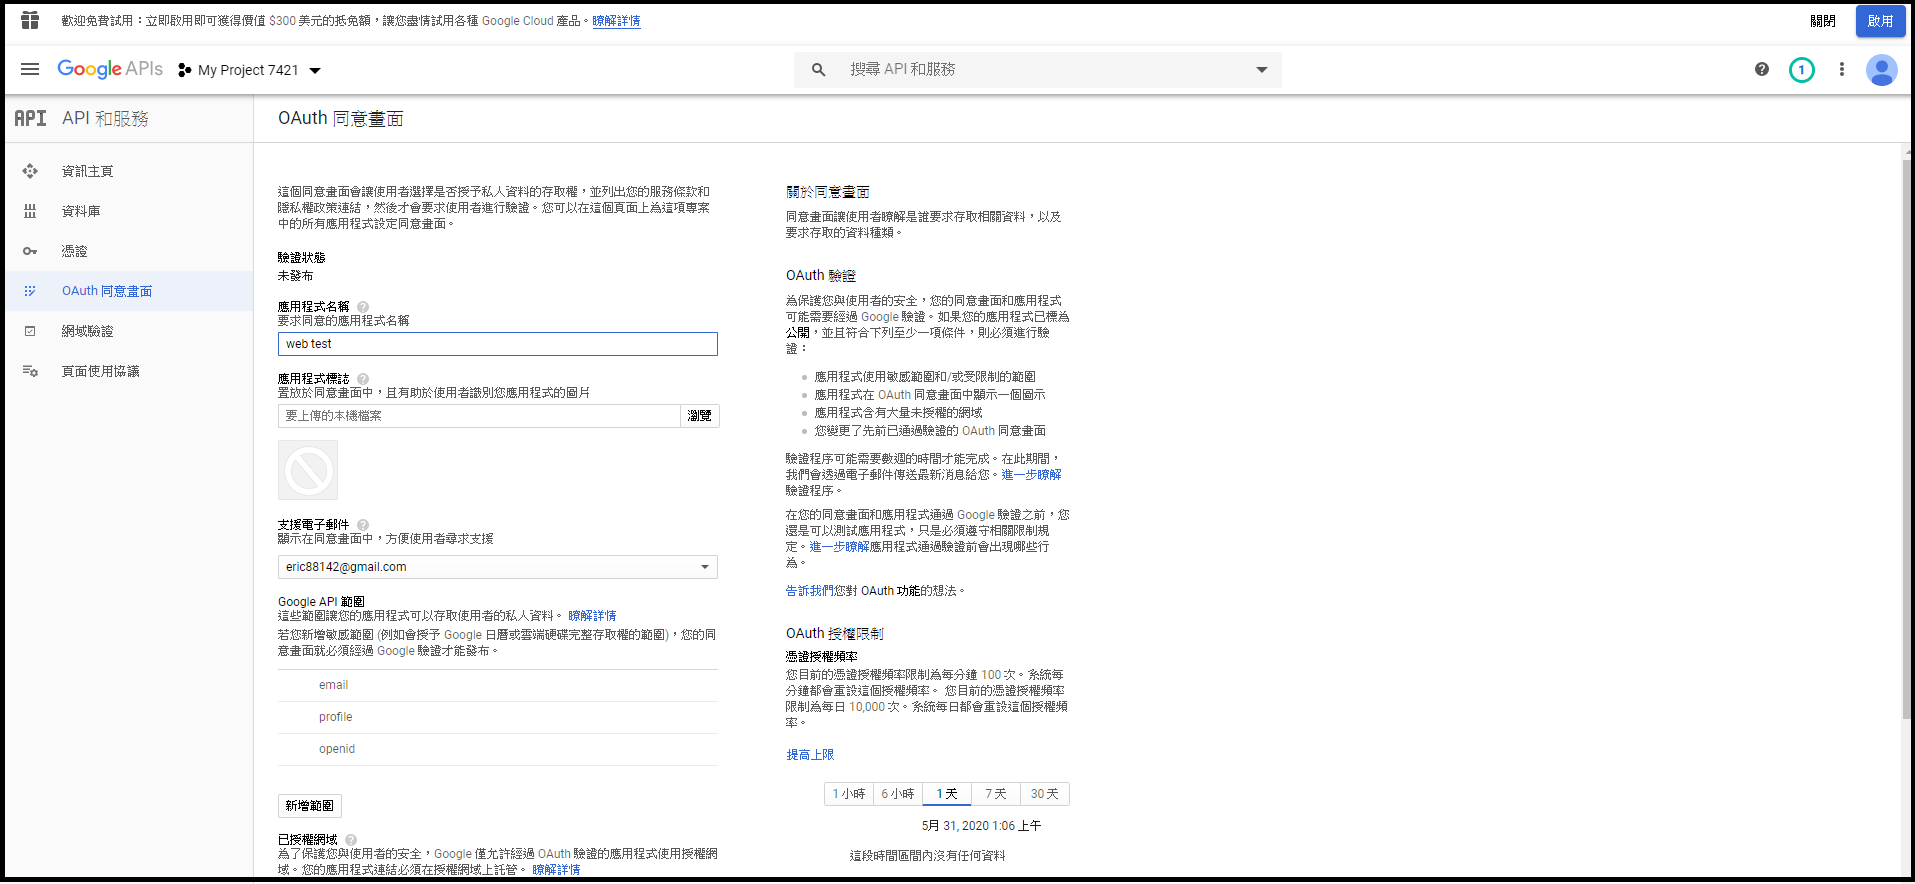 歡迎免費試用：立即啟用即可獲得價值 $300 美元的抵免額，讓您盡情試用各種 Google Cloud 產品。瞭解詳情
關閉
啟用
Google APIs
My Project 7421
搜尋 API 和服務
1
API
API 和服務
OAuth 同意畫面
資訊主頁
資料庫
憑證
OAuth 同意畫面
網域驗證
頁面使用協議
這個同意畫面會讓使用者選擇是否授予私人資料的存取權，並列出您的服務條款和
隱私權政策連結，然後才會要求使用者進行驗證。您可以在這個頁面上為這項專案
中的所有應用程式設定同意畫面。
驗證狀態
未發布
應用程式名稱
要求同意的應用程式名稱
web test
應用程式標誌
置放於同意畫面中，且有助於使用者識別您應用程式的圖片
要上傳的本機檔案
瀏覽
支援電子郵件
顯示在同意畫面中，方便使用者尋求支援
eric88142@gmail.com
Google API 範圍
這些範圍讓您的應用程式可以存取使用者的私人資料。 瞭解詳情
若您新增敏感範圍 (例如會授予 Google 日曆或雲端硬碟完整存取權的範圍)，您的同
意畫面就必須經過 Google 驗證才能發布。
email
profile
openid
新增範圍
已授權網域
為了保護您與使用者的安全，Google 僅允許經過 OAuth 驗證的應用程式使用授權網
域。您的應用程式連結必須在授權網域上託管。 瞭解詳情
關於同意畫面
同意畫面讓使用者瞭解是誰要求存取相關資料，以及
要求存取的資料種類。
OAuth 驗證
為保護您與使用者的安全，您的同意畫面和應用程式
可能需要經過 Google 驗證。如果您的應用程式已標為
公開，並且符合下列至少一項條件，則必須進行驗
證：
應用程式使用敏感範圍和/或受限制的範圍
應用程式在 OAuth 同意畫面中顯示一個圖示
應用程式含有大量未授權的網域
您變更了先前已通過驗證的 OAuth 同意畫面
驗證程序可能需要數週的時間才能完成。在此期間，
我們會透過電子郵件傳送最新消息給您。進一步瞭解
驗證程序。
在您的同意畫面和應用程式通過 Google 驗證之前，您
還是可以測試應用程式，只是必須遵守相關限制規
定。進一步瞭解應用程式通過驗證前會出現哪些行
為。
告訴我們您對 OAuth 功能的想法。
OAuth 授權限制
憑證授權頻率
您目前的憑證授權頻率限制為每分鐘 100 次。系統每
分鐘都會重設這個授權頻率。 您目前的憑證授權頻率
限制為每日 10,000 次。系統每日都會重設這個授權頻
率。
提高上限
1 小時 6 小時 1 天 7 天 30 天
5月 31, 2020 1:06 上午
這段時間區間內沒有任何資料